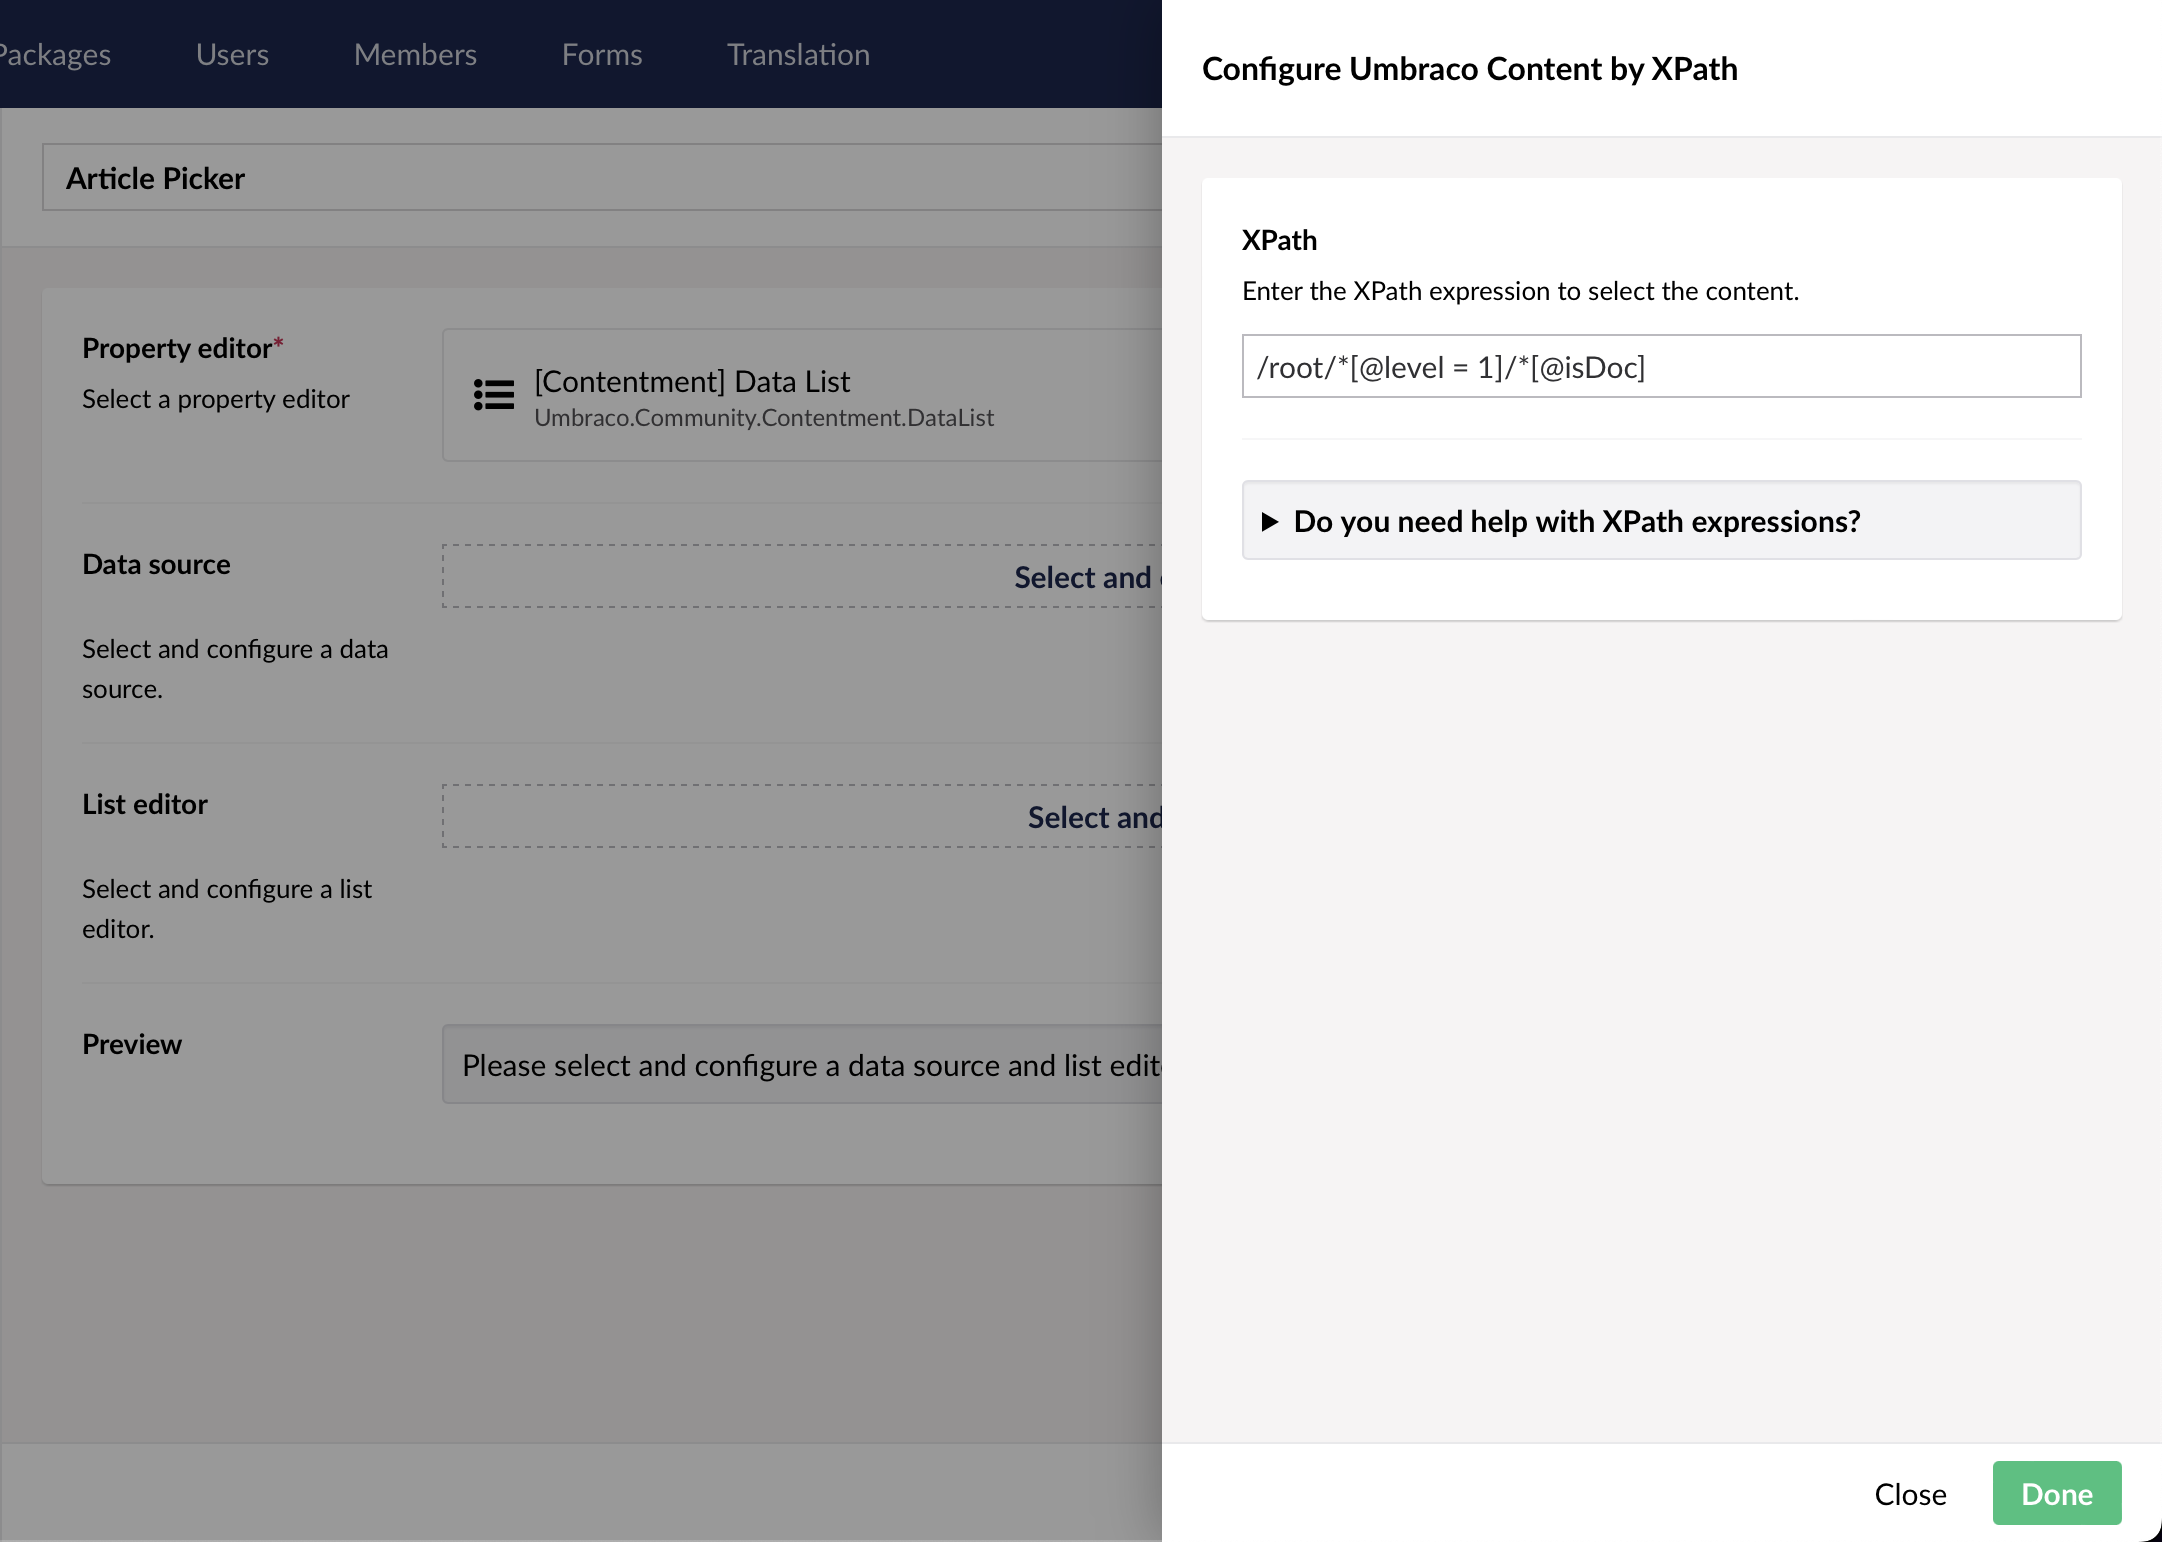 Packages Users Members Forms Translation
Article Picker
Property editor*
Select a property editor
[Contentment] Data List
Umbraco.Community.Contentment.DataList
Data source
Select and
Select and configure a data
source.
List editor
Select and
Select and configure a list
editor.
Preview
Please select and configure a data source and list edit
Configure Umbraco Content by XPath
XPath
Enter the XPath expression to select the content.
/root/*[@level = 1]/*[@isDoc]
Do you need help with XPath expressions?
Close Done